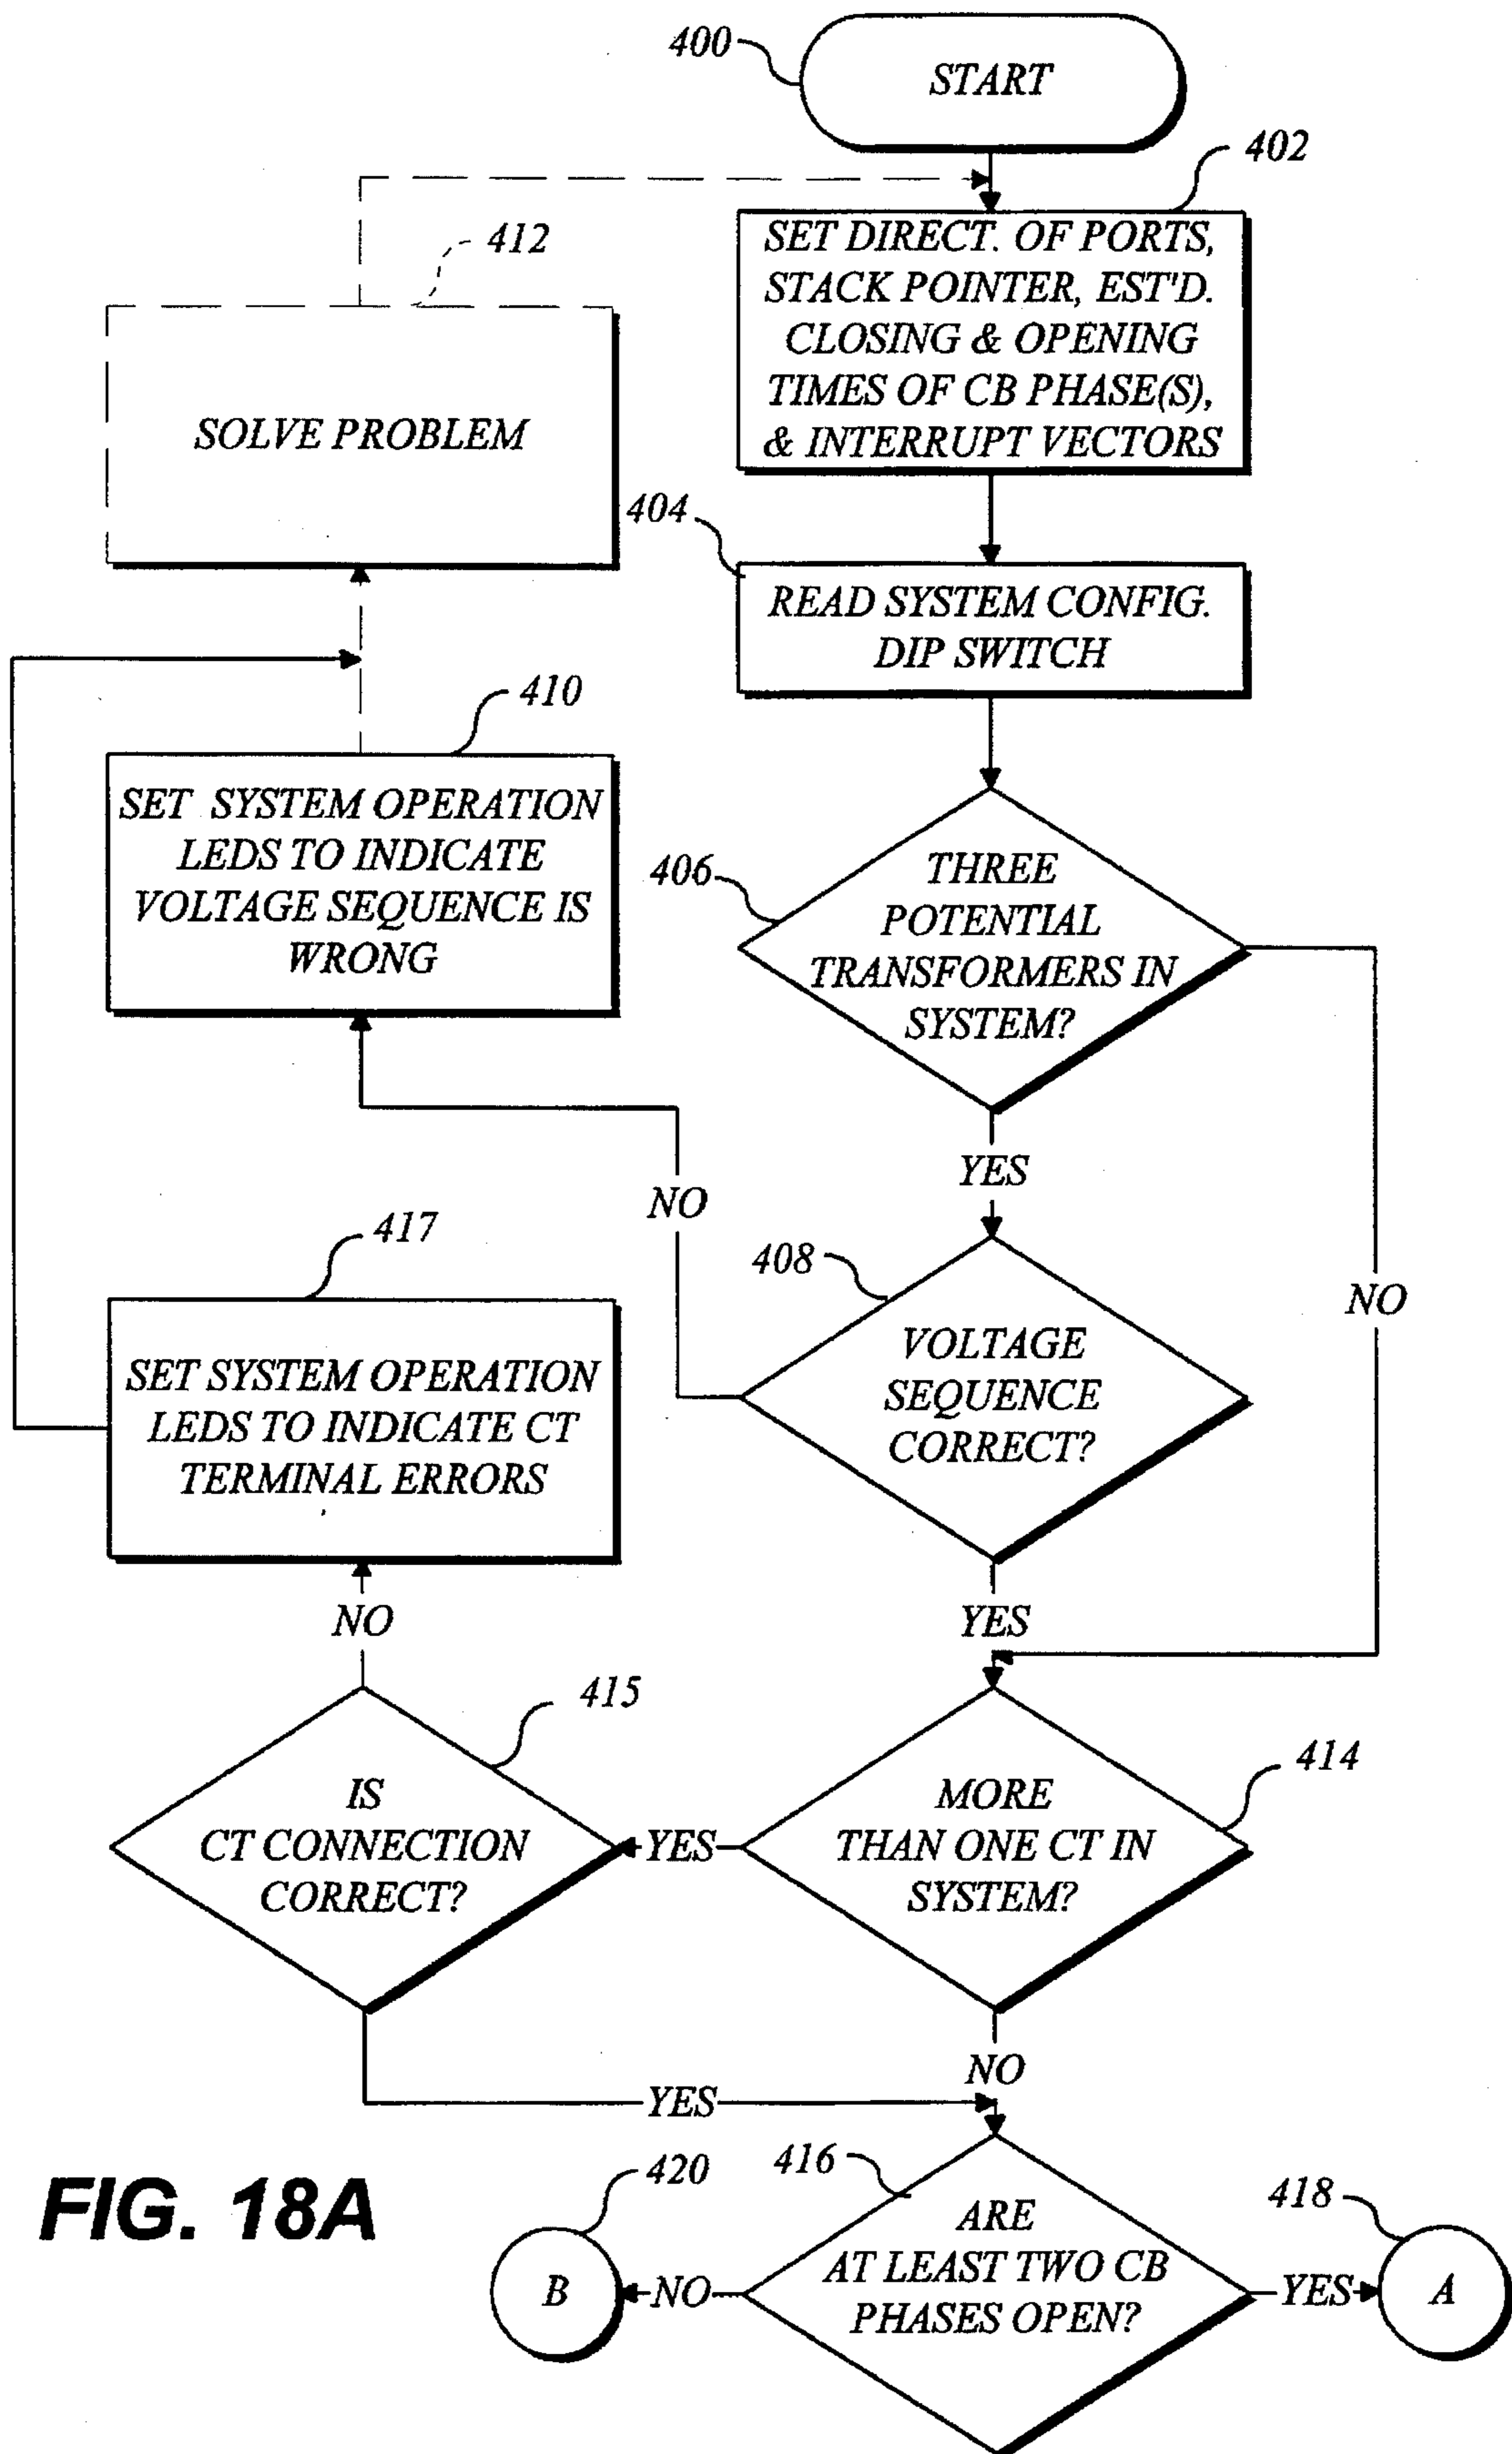 400
START
402
SET DIRECT. OF PORTS,
STACK POINTER, EST'D.
CLOSING & OPENING
TIMES OF CB PHASE(S),
& INTERRUPT VECTORS
412
SOLVE PROBLEM
404
READ SYSTEM CONFIG.
DIP SWITCH
410
SET SYSTEM OPERATION
LEDS TO INDICATE
VOLTAGE SEQUENCE IS
WRONG
406
THREE
POTENTIAL
TRANSFORMERS IN
SYSTEM?
YES
NO
NO
408
VOLTAGE
SEQUENCE
CORRECT?
417
SET SYSTEM OPERATION
LEDS TO INDICATE CT
TERMINAL ERRORS
NO
YES
415
IS
CT CONNECTION
CORRECT?
YES
414
MORE
THAN ONE CT IN
SYSTEM?
NO
YES
416
ARE
AT LEAST TWO CB
PHASES OPEN?
420
B
NO
YES
418
A
FIG. 18A